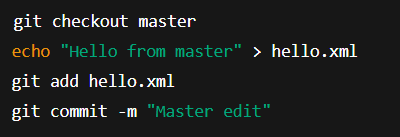 git checkout master
echo "Hello from master" > hello.xml
git add hello.xml
git commit -m "Master edit"